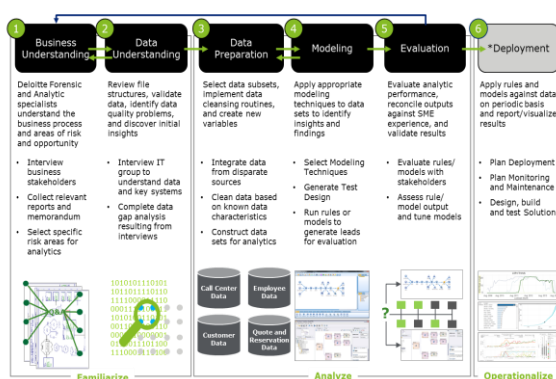 1
Business
Understanding
2
Data
Understanding
3
Data
Preparation
4
Modeling
5
Evaluation
6
*Deployment
Deloitte Forensic
and Analytic
specialists
understand the
business process
and areas of risk
and opportunity
• Interview
business
stakeholders
• Collect relevant
reports and
memorandum
• Select specific
risk areas for
analytics
Review file
structures, validate
data, identify data
quality problems,
and discover initial
insights
• Interview IT
group to
understand data
and key systems
• Complete data
gap analysis
resulting from
interviews
Select data subsets,
implement data
cleansing routines,
and create new
variables
• Integrate data
from disparate
sources
• Clean data based
on known data
characteristics
• Construct data
sets for analytics
Apply appropriate
modeling
techniques to data
sets to identify
insights and
findings
• Select Modeling
Techniques
• Generate Test
Design
• Run rules or
models to
generate leads
for evaluation
Evaluate analytic
performance,
reconcile outputs
against SME
experience, and
validate results
• Evaluate rules/
models with
stakeholders
• Assess rule/
model output
and tune models
Apply rules and
models against data
on periodic basis
and report/visualize
results
• Plan Deployment
• Plan Monitoring
and Maintenance
• Design, build
and test Solution
Q&A
101010111010
Call Center
Data
Employee
Data
Customer
Data
Quote and
Reservation
Data
?
Familiarize
Analyze
Operationalize